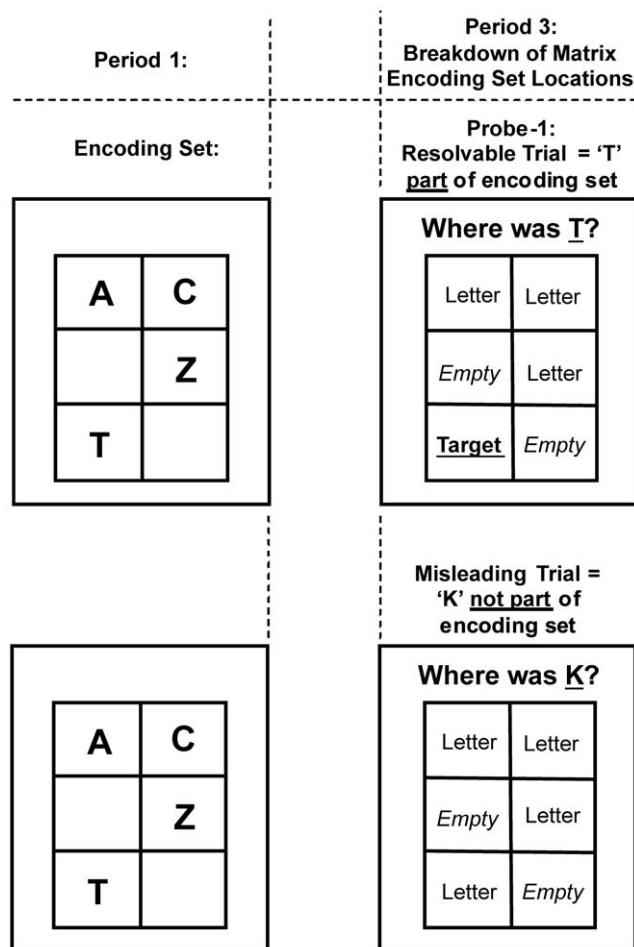 Period 1:
Period 3:
Breakdown of Matrix
Encoding Set Locations
Encoding Set:
Probe-1:
Resolvable Trial = ‘T’
part of encoding set
Where was T?
A C
Z
T
Letter Letter
Empty Letter
Target Empty
Misleading Trial =
‘K’ not part of
encoding set
Where was K?
A C
Z
T
Letter Letter
Empty Letter
Letter Empty